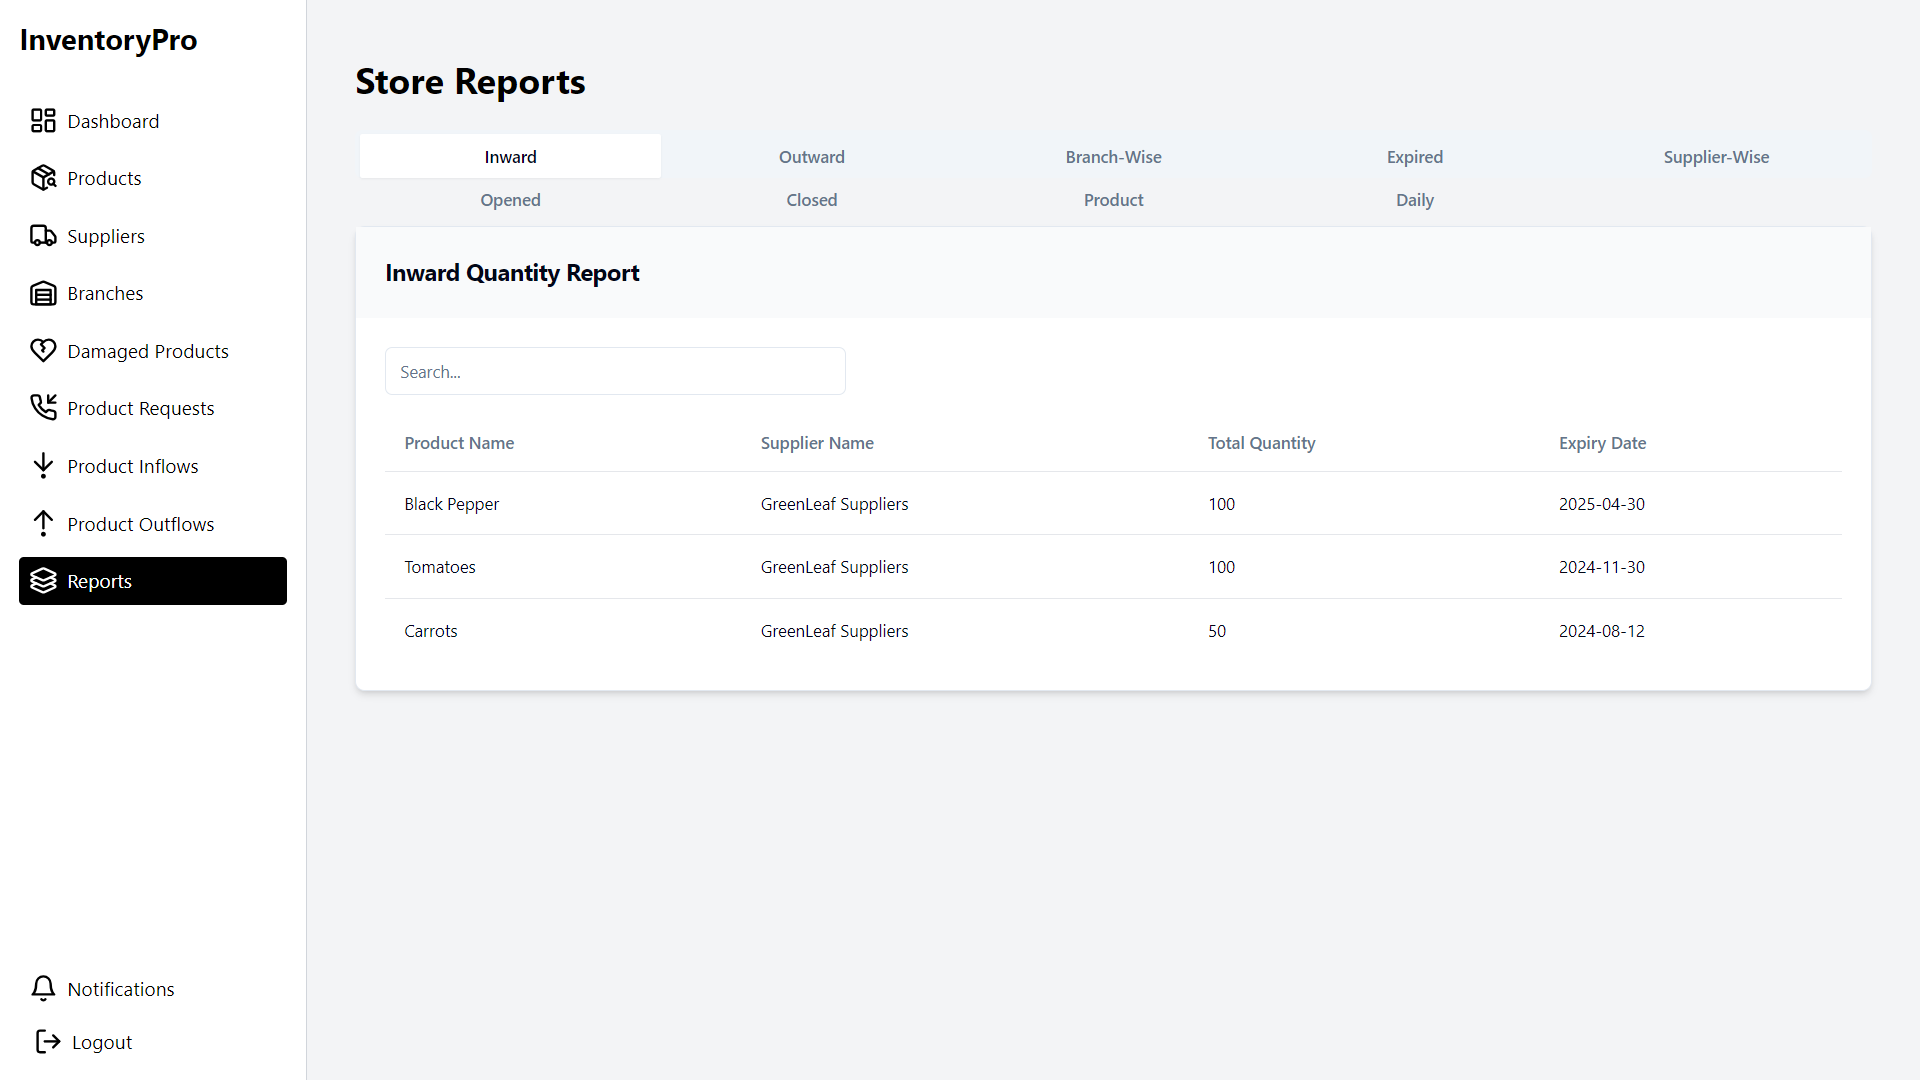 InventoryPro
Dashboard
Products
Suppliers
Branches
Damaged Products
Product Requests
Product Inflows
Product Outflows
Reports
Notifications
Logout
Store Reports
Inward Outward Branch-Wise Expired Supplier-Wise
Opened Closed Product Daily
Inward Quantity Report
Search...
Product Name Supplier Name Total Quantity Expiry Date
Black Pepper GreenLeaf Suppliers 100 2025-04-30
Tomatoes GreenLeaf Suppliers 100 2024-11-30
Carrots GreenLeaf Suppliers 50 2024-08-12